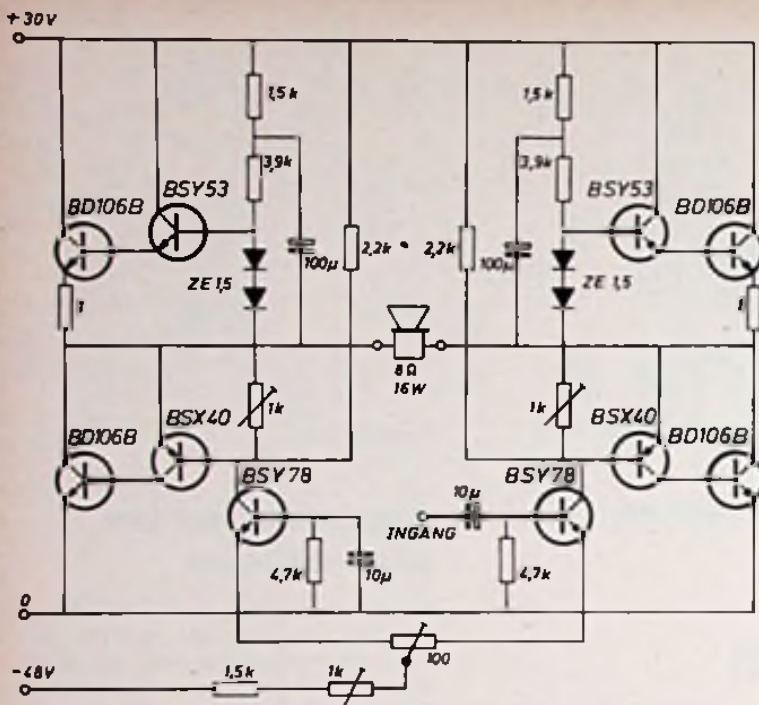 +30V
1,5k
1,5k
3,9k
3,9k
BSY53
BSY53
BD106B
BD106B
2,2k
2,2k
100µ
100µ
ZE 1,5
ZE 1,5
1
1
8Ω
16W
1k
1k
BSX40
BSX40
BD106B
BD106B
BSY78
BSY78
10µ
INGANG
4,7k
10µ
4,7k
0
100
-48V
1,5k
1k